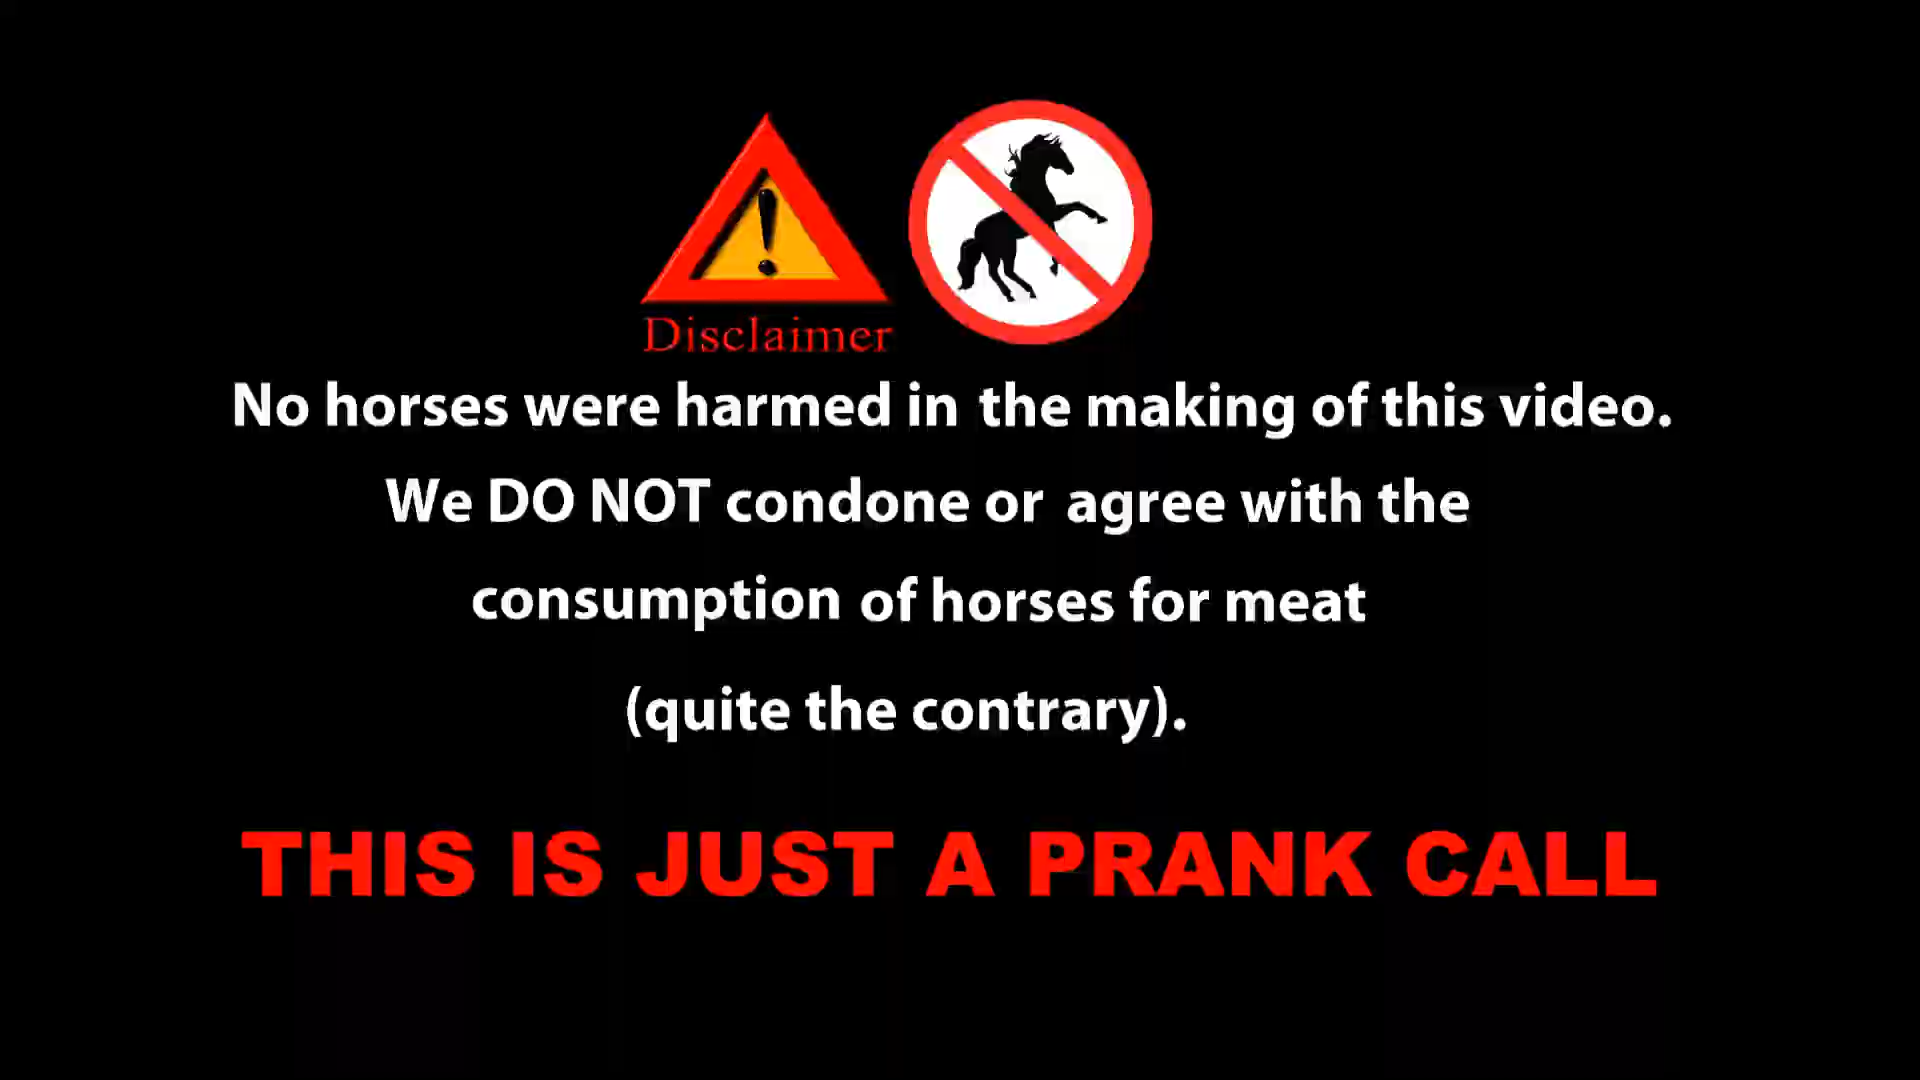 Disclaimer
No horses were harmed in the making of this video.
We DO NOT condone or agree with the
consumption of horses for meat
(quite the contrary).
THIS IS JUST A PRANK CALL